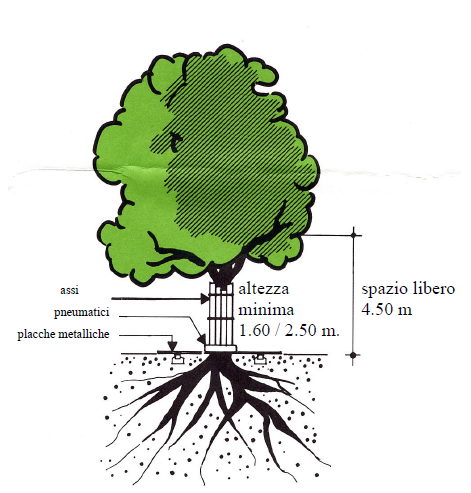 assi
pneumatici
placche metalliche
altezza
minima
1.60 / 2.50 m.
spazio libero
4.50 m